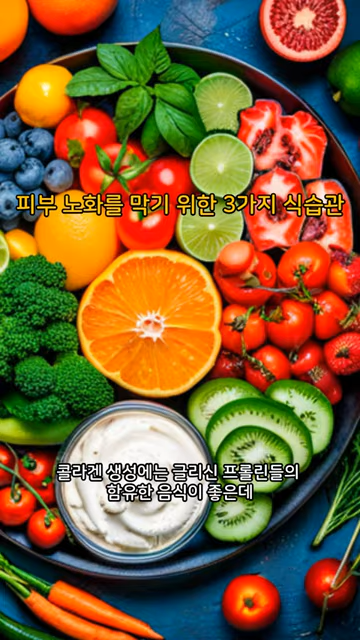 피부 노화를 막기 위한 3가지 식습관
콜라겐 생성에는 글리신 프롤린들의
함유한 음식이 좋은데